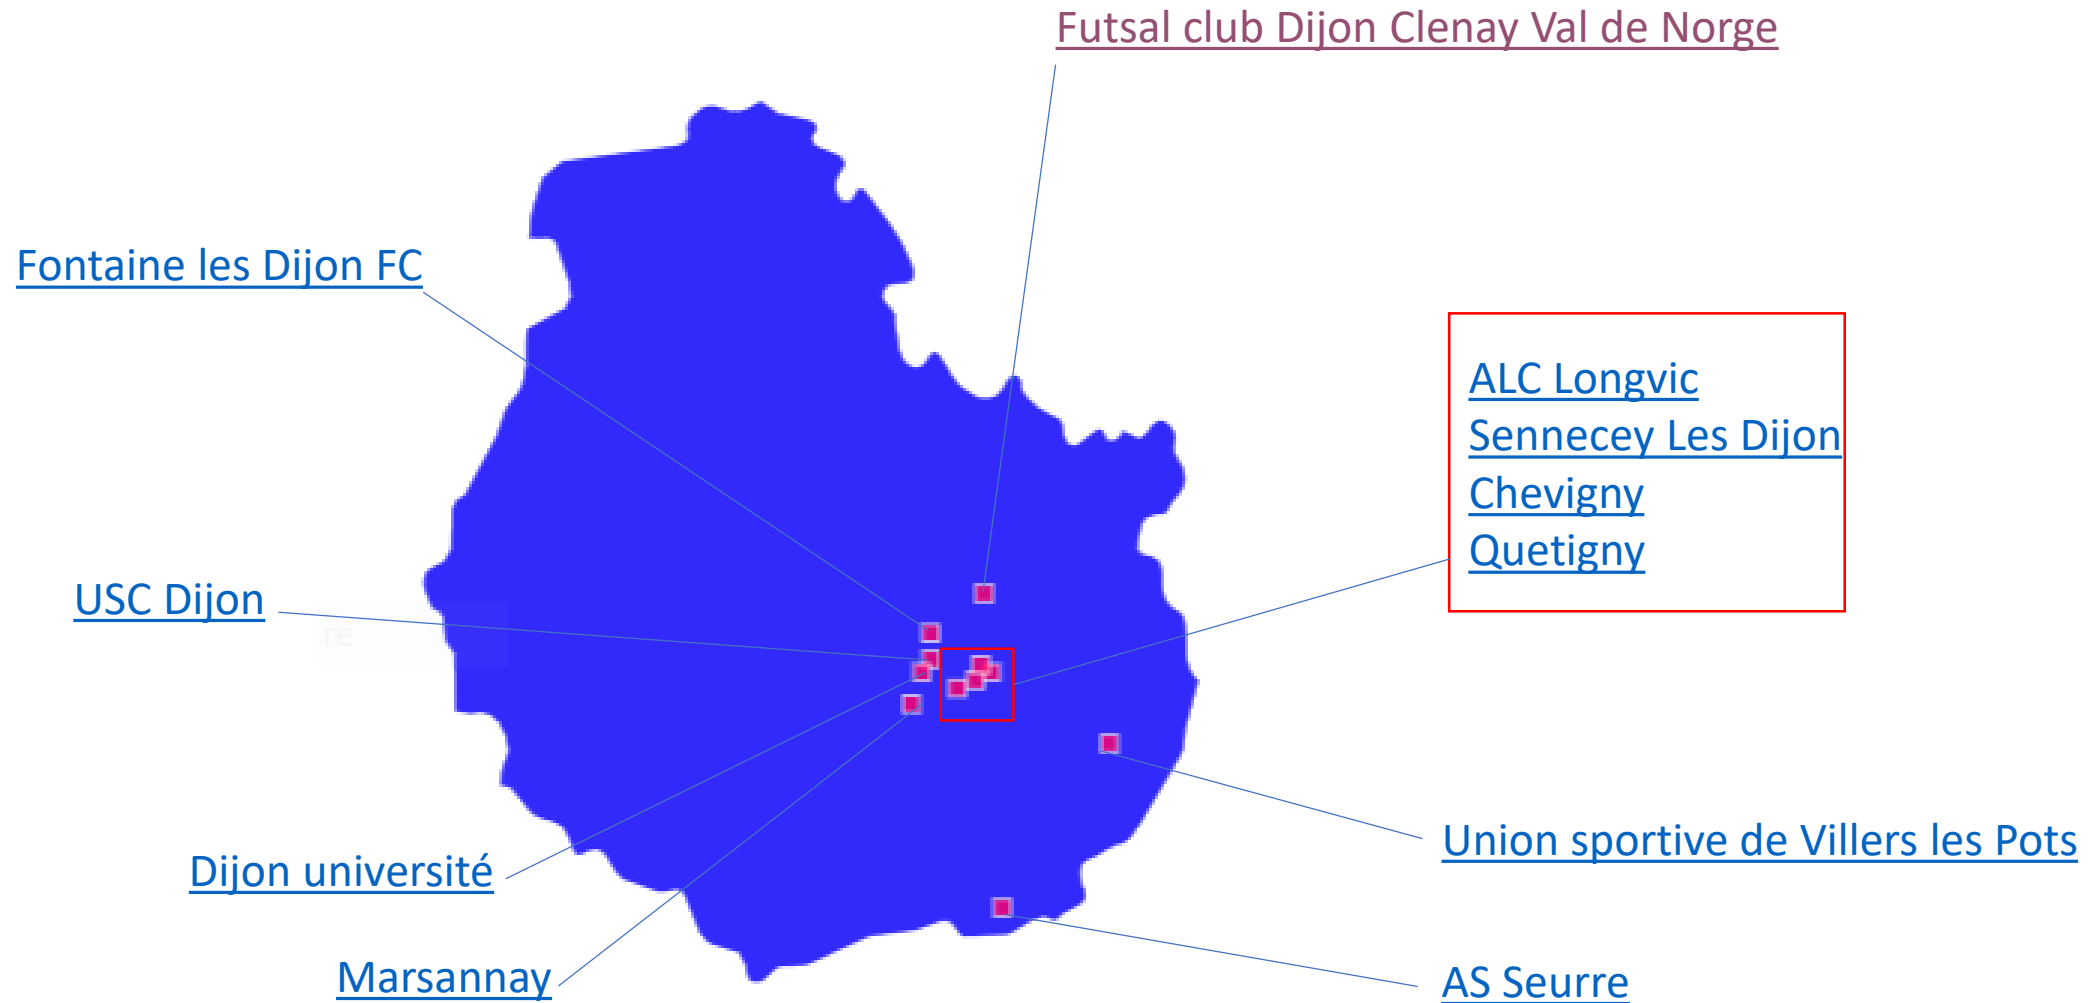 Futsal club Dijon Clenay Val de Norge
Fontaine les Dijon FC
ALC Longvic
Sennecey Les Dijon
Chevigny
Quetigny
USC Dijon
re
Union sportive de Villers les Pots
Dijon université
Marsannay
AS Seurre